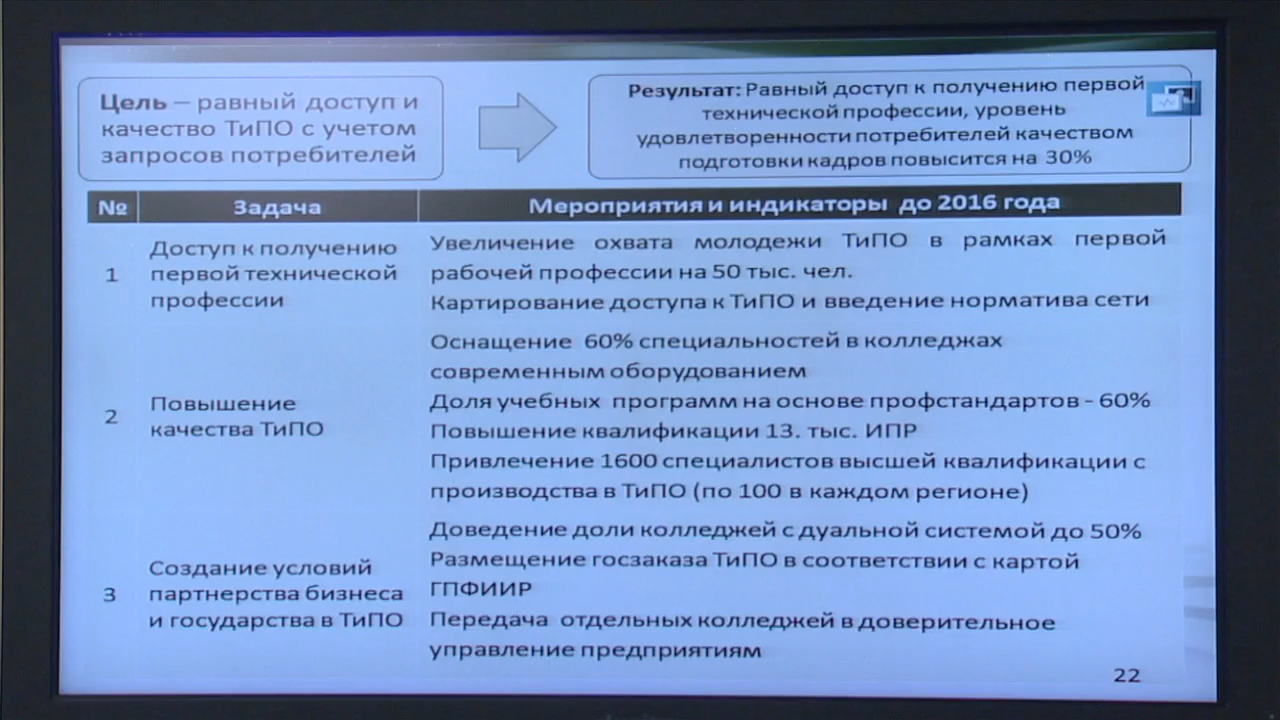 Цель – равный доступ и
качество ТиПО с учетом
запросов потребителей
Результат: Равный доступ к получению первой
технической профессии, уровень
удовлетворенности потребителей качеством
подготовки кадров повысится на 30%
№ Задача Мероприятия и индикаторы до 2016 года
1
Доступ к получению
первой технической
профессии
Увеличение охвата молодежи ТиПО в рамках первой
рабочей профессии на 50 тыс. чел.
Картирование доступа к ТиПО и введение норматива сети
2
Повышение
качества ТиПО
Оснащение 60% специальностей в колледжах
современным оборудованием
Доля учебных программ на основе профстандартов - 60%
Повышение квалификации 13. тыс. ИПР
Привлечение 1600 специалистов высшей квалификации с
производства в ТиПО (по 100 в каждом регионе)
3
Создание условий
партнерства бизнеса
и государства в ТиПО
Доведение доли колледжей с дуальной системой до 50%
Размещение госзаказа ТиПО в соответствии с картой
ГПФИИР
Передача отдельных колледжей в доверительное
управление предприятиям
22